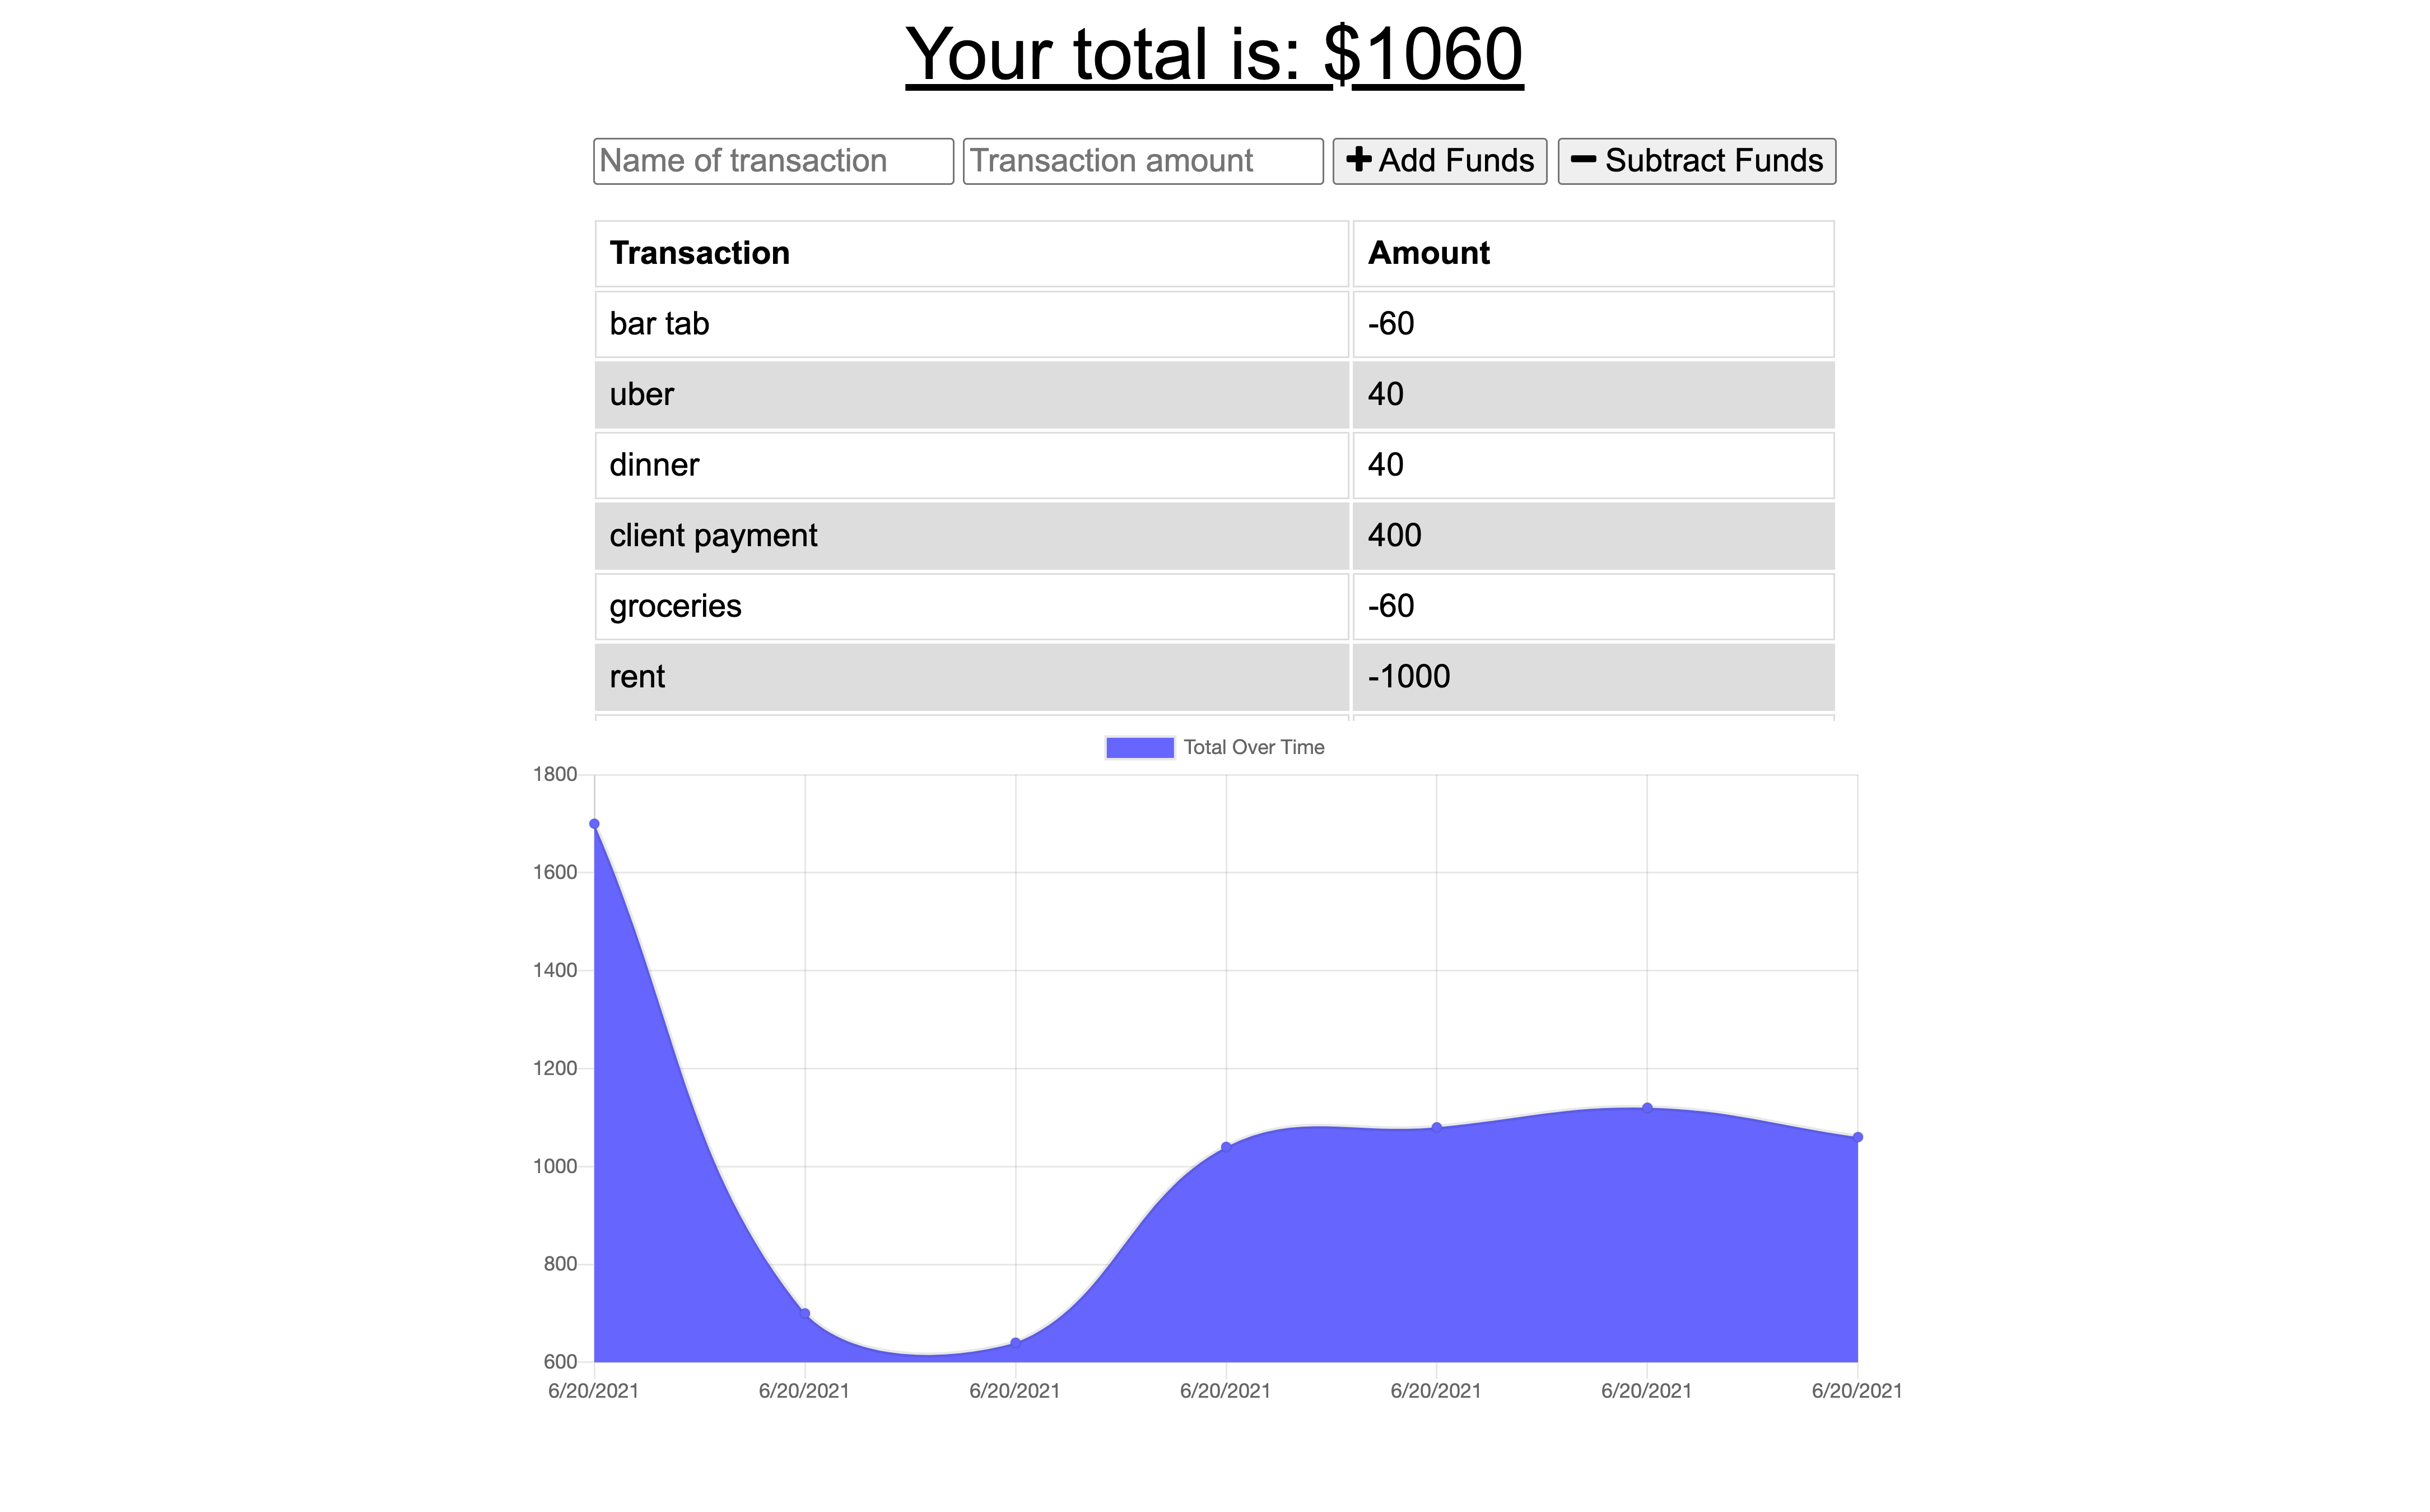 Your total is: $1060
Name of transaction Transaction amount Add Funds Subtract Funds
Transaction Amount
bar tab -60
uber 40
dinner 40
client payment 400
groceries -60
rent -1000
Total Over Time
1800
1600
1400
1200
1000
800
600
6/20/2021 6/20/2021 6/20/2021 6/20/2021 6/20/2021 6/20/2021 6/20/2021